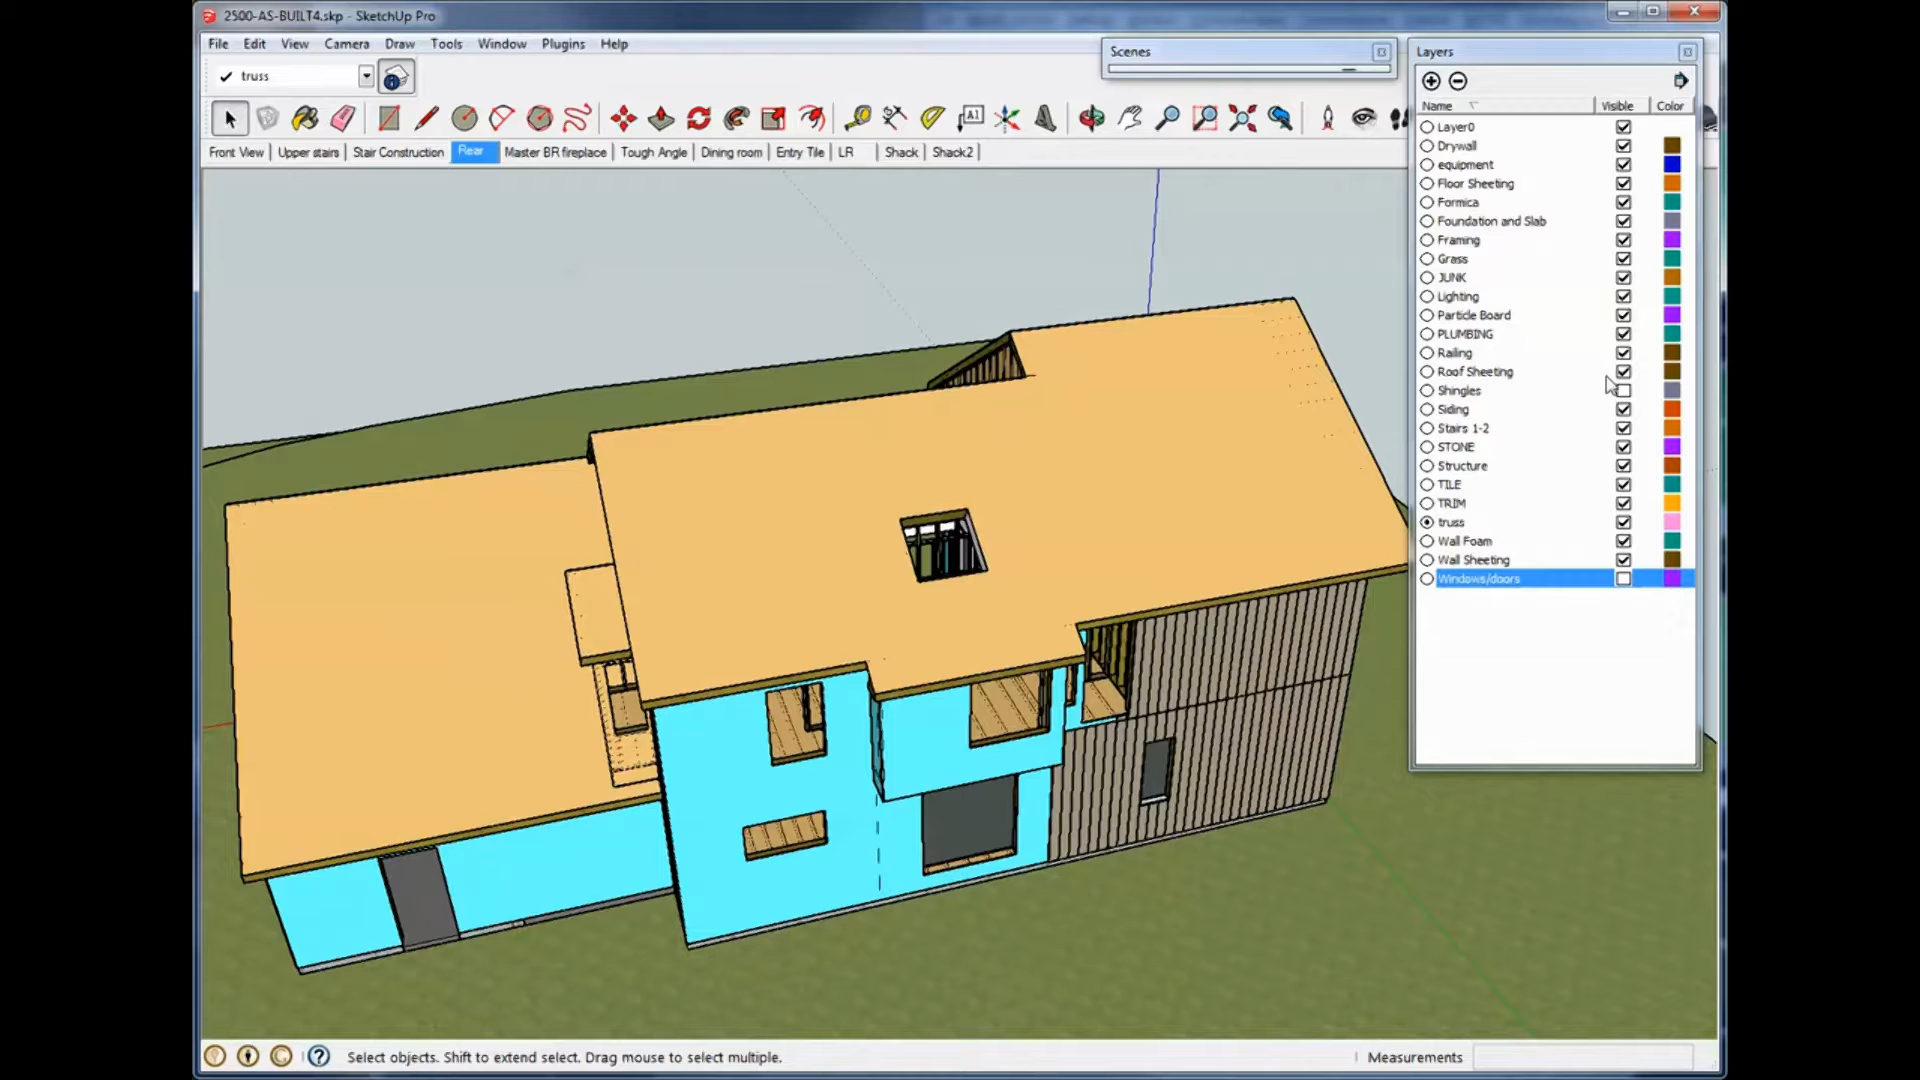 2500-AS-BUILT4.skp - SketchUp Pro
File Edit View Camera Draw Tools Window Plugins Help
truss
Front View Upper stairs Stair Construction Rear Master BR fireplace Tough Angle Dining room Entry Tile LR Shack Shack2
Scenes
Layers
Name Visible Color
Layer0
Drywall
equipment
Floor Sheeting
Formica
Foundation and Slab
Framing
Grass
JUNK
Lighting
Particle Board
PLUMBING
Railing
Roof Sheeting
Shingles
Siding
Stairs 1-2
STONE
Structure
TILE
TRIM
truss
Wall Foam
Wall Sheeting
Windows/doors
Select objects. Shift to extend select. Drag mouse to select multiple.
Measurements